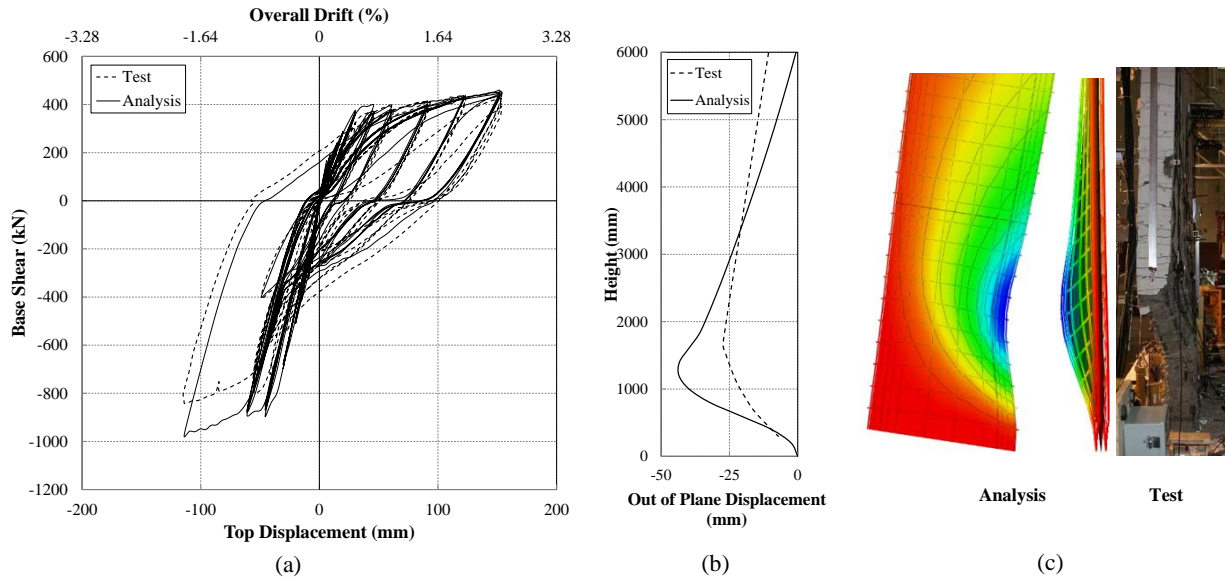 Overall Drift (%)
-3.28 -1.64 0 1.64 3.28
600
400
200
0
-200
-400
-600
-800
-1000
-1200
Base Shear (kN)
Test
Analysis
-200 -100 0 100 200
Top Displacement (mm)
(a)
6000
5000
4000
3000
2000
1000
0
Height (mm)
Test
Analysis
-50 -25 0
Out of Plane Displacement
(mm)
(b)
Analysis Test
(c)